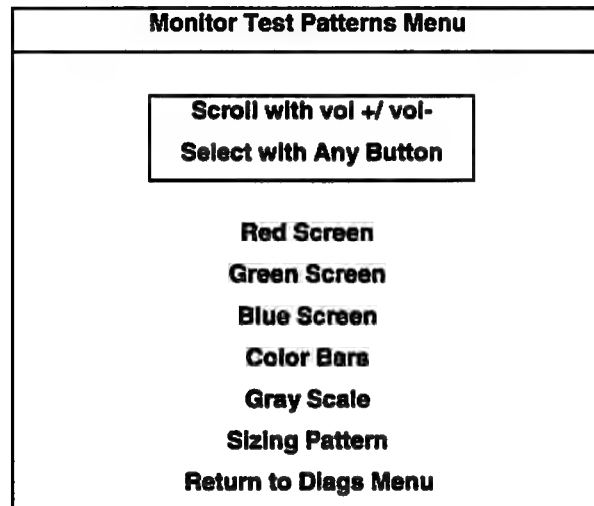 Monitor Test Patterns Menu
Scroll with vol +/ vol-
Select with Any Button
Red Screen
Green Screen
Blue Screen
Color Bars
Gray Scale
Sizing Pattern
Return to Diags Menu